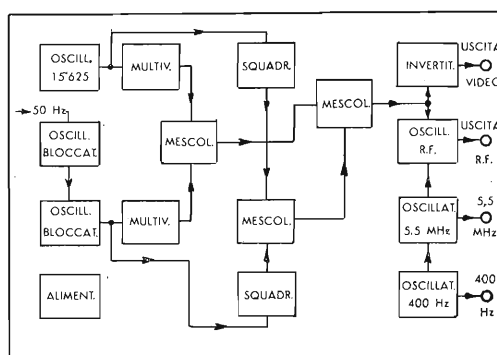 OSCILL.
15625
MULTIV.
SQUADR.
INVERTIT.
USCITA
VIDEO
50 Hz
OSCILL.
BLOCCAT.
MESCOL.
MESCOL.
OSCILL.
R.F.
USCITA
R.F.
OSCILL.
BLOCCAT.
MULTIV.
MESCOL.
OSCILLAT.
5.5 MHz
5,5
MHz
ALIMENT.
SQUADR.
OSCILLAT.
400 Hz
400
Hz